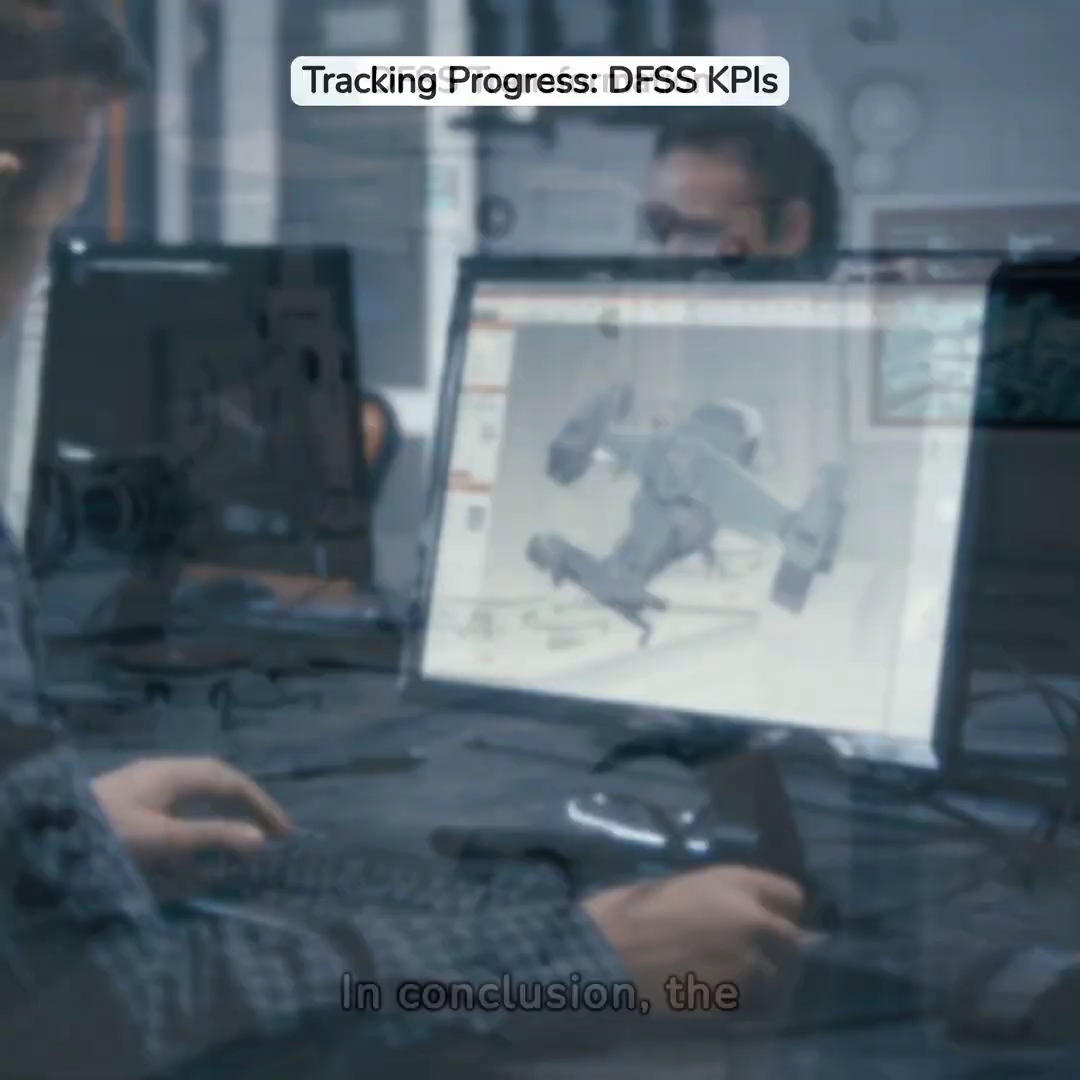 Tracking Progress: DFSS KPIs
In conclusion, the